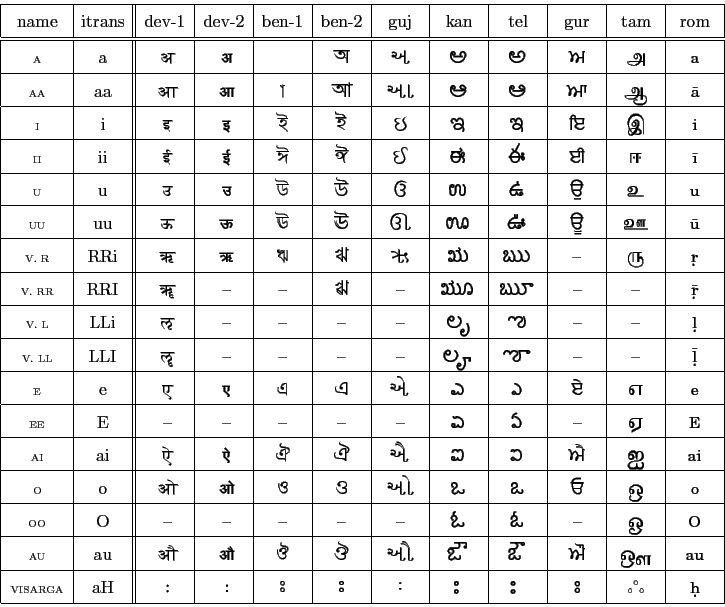 name itrans dev-1 dev-2 ben-1 ben-2 guj kan tel gur tam rom
A a अ अ অ અ ಅ అ ਅ அ a
AA aa आ आ া আ આ ಆ ఆ ਆ ஆ ā
I i इ इ ই ই ઇ ಇ ఇ ਇ இ i
II ii ई ई ঈ ঈ ઈ ಈ ఈ ਈ ஈ ī
U u उ उ উ উ ઉ ಉ ఉ ਉ உ u
UU uu ऊ ऊ ঊ ঊ ઊ ಊ ఊ ਊ ஊ ū
V. R RRi ऋ ऋ ঋ ঋ ઋ ಋ ఋ – ௫ ṛ
V. RR RRI ॠ – – ৠ – ೠ ౠ – – ṝ
V. L LLi ऌ – – – – ಌ ఌ – – ḷ
V. LL LLI ॡ – – – – ೡ ౡ – – ḹ
E e ए ए এ এ એ ಎ ఎ ਏ எ e
EE E – – – – – ಏ ఏ – ஏ E
AI ai ऐ ऐ ঐ ঐ ઐ ಐ ఐ ਐ ஐ ai
O o ओ ओ ও ও ઓ ಒ ఒ ਓ ஒ o
OO O – – – – – ಓ ఓ – ஓ O
AU au औ औ ঔ ঔ ઔ ಔ ఔ ਔ ஔ au
VISARGA aH : : ঃ ঃ : ಃ ః ః ஃ ḥ